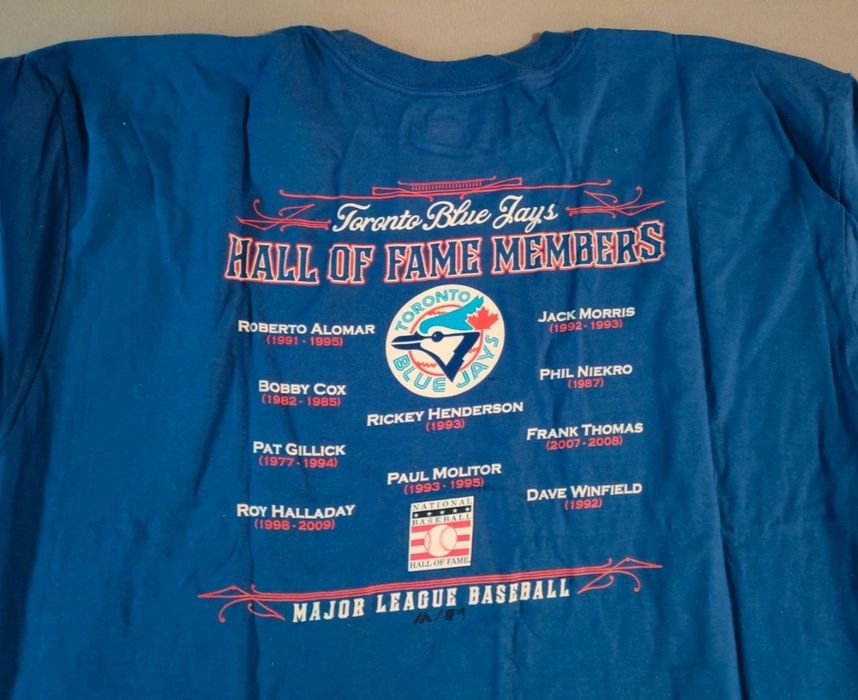 Toronto Blue Jays
HALL OF FAME MEMBERS
TORONTO
BLUE JAYS
ROBERTO ALOMAR
(1991 - 1995)
BOBBY COX
(1982 - 1985)
PAT GILLICK
(1977 - 1994)
ROY HALLADAY
(1998 - 2009)
RICKEY HENDERSON
(1993)
PAUL MOLITOR
(1993 - 1995)
JACK MORRIS
(1992 - 1993)
PHIL NIEKRO
(1987)
FRANK THOMAS
(2007 - 2008)
DAVE WINFIELD
(1992)
NATIONAL
BASEBALL
HALL OF FAME
MAJOR LEAGUE BASEBALL